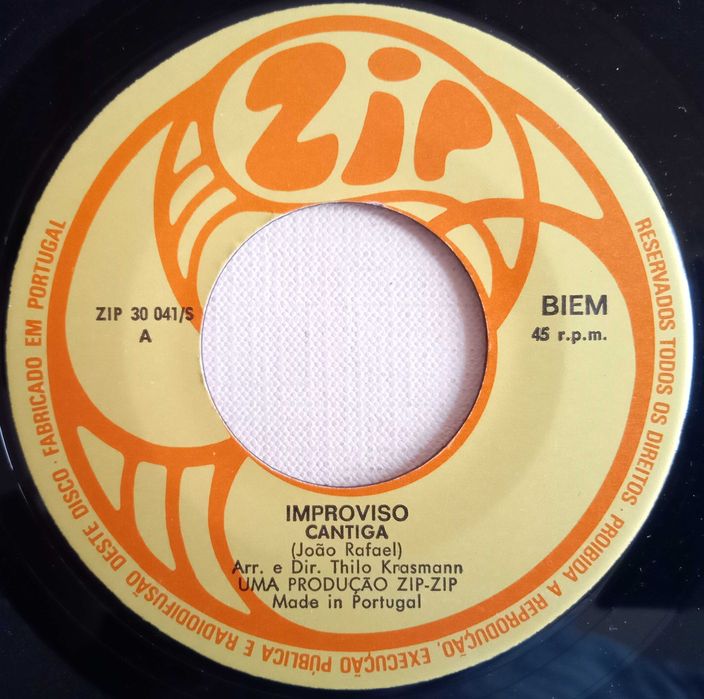 Zip
ZIP 30 041/S
A
BIEM
45 r.p.m.
IMPROVISO
CANTIGA
(João Rafael)
Arr. e Dir. Thilo Krasmann
UMA PRODUÇÃO ZIP-ZIP
Made in Portugal
RESERVADOS TODOS OS DIREITOS · PROIBIDA A REPRODUÇÃO, EXECUÇÃO PÚBLICA E RADIODIFUSÃO DESTE DISCO · FABRICADO EM PORTUGAL